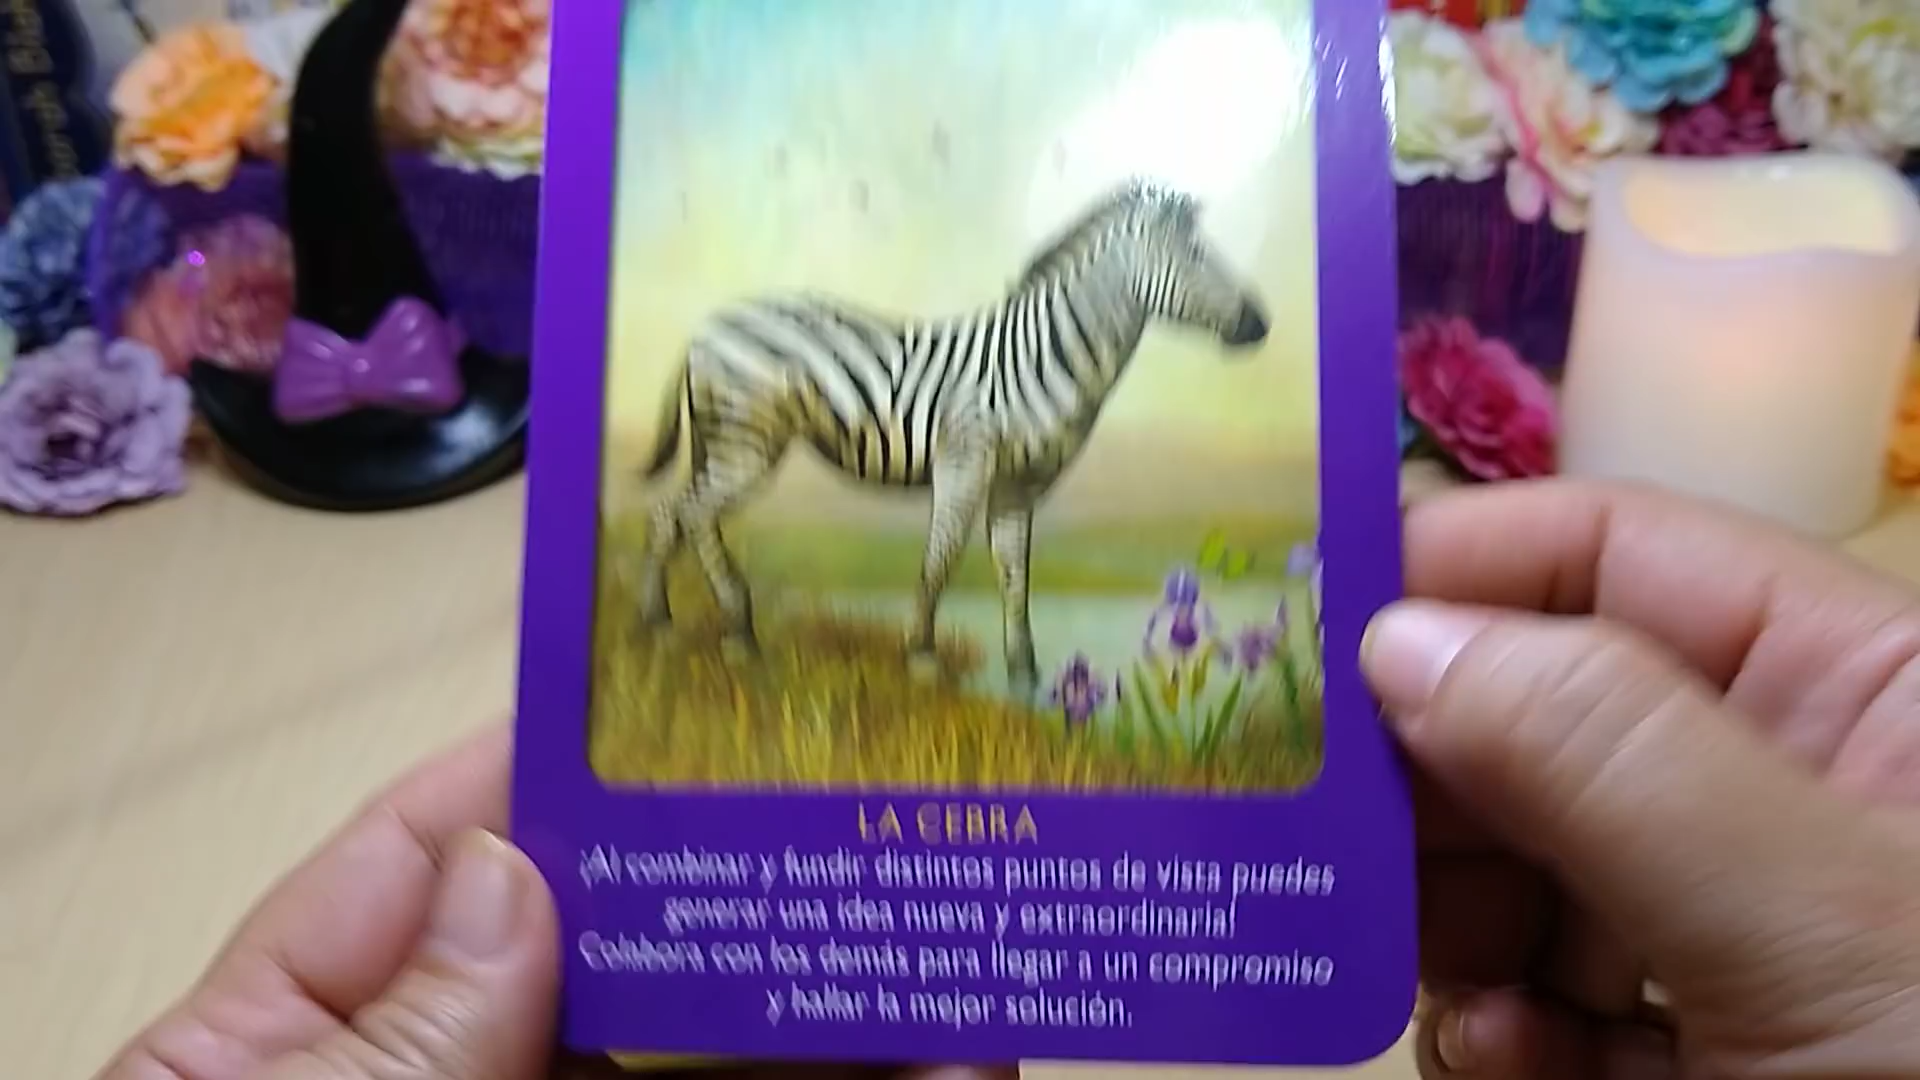 LA CEBRA
¡Al combinar y fundir distintos puntos de vista puedes
generar una idea nueva y extraordinaria!
Colabora con los demás para llegar a un compromiso
y hallar la mejor solución.